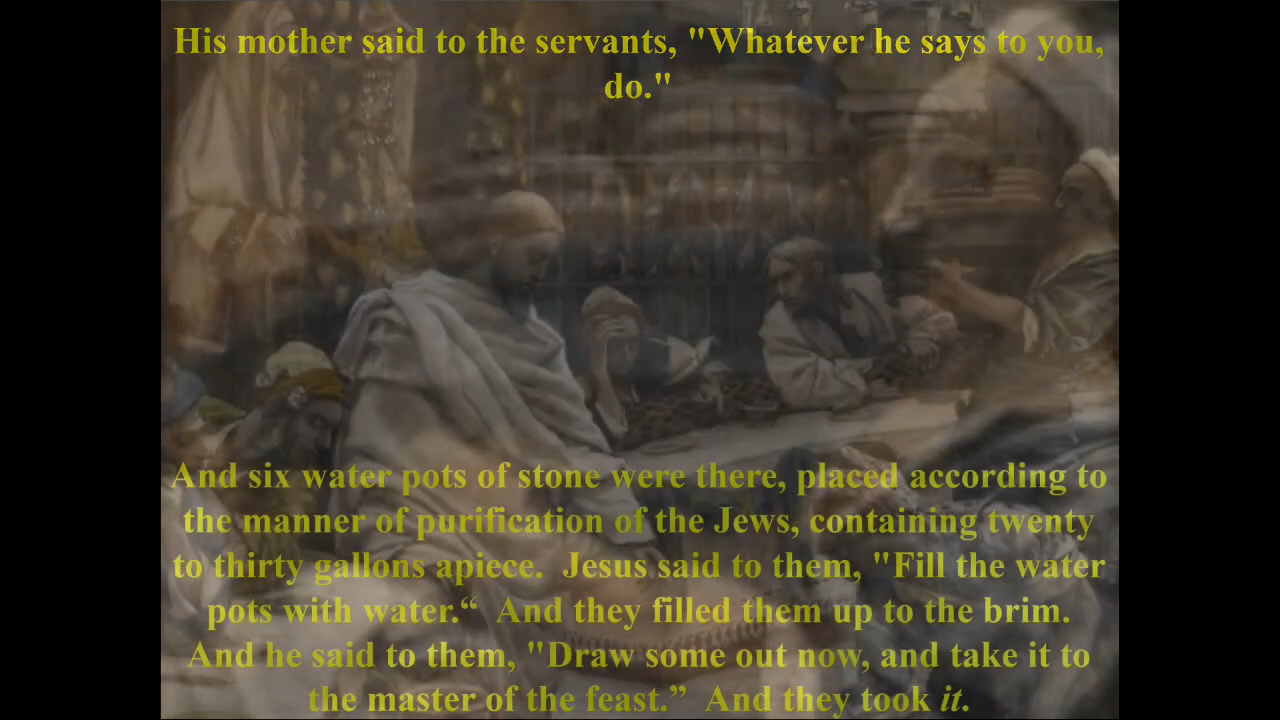 His mother said to the servants, "Whatever he says to you,
do."
And six water pots of stone were there, placed according to
the manner of purification of the Jews, containing twenty
to thirty gallons apiece.  Jesus said to them, "Fill the water
pots with water.“  And they filled them up to the brim.
And he said to them, "Draw some out now, and take it to
the master of the feast.”  And they took it.